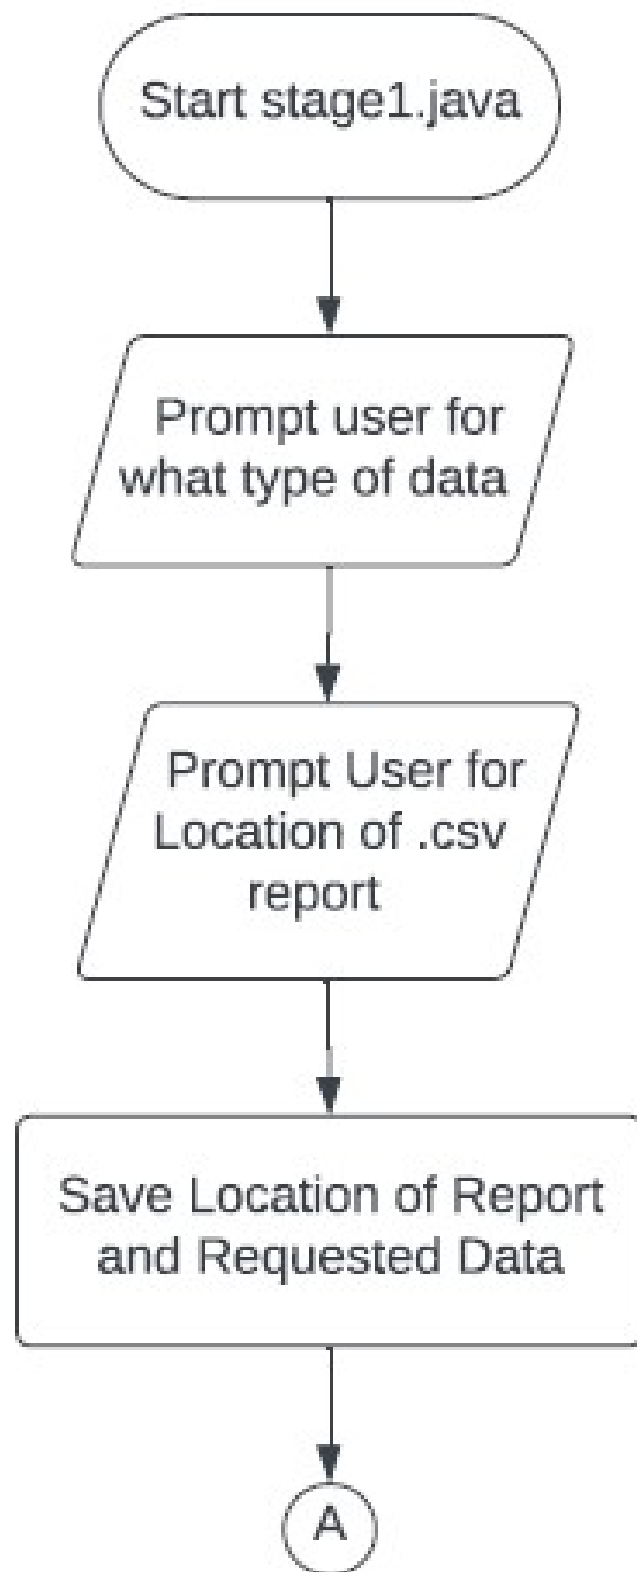 Start stage1.java
Prompt user for
what type of data
Prompt User for
Location of .csv
report
Save Location of Report
and Requested Data
A